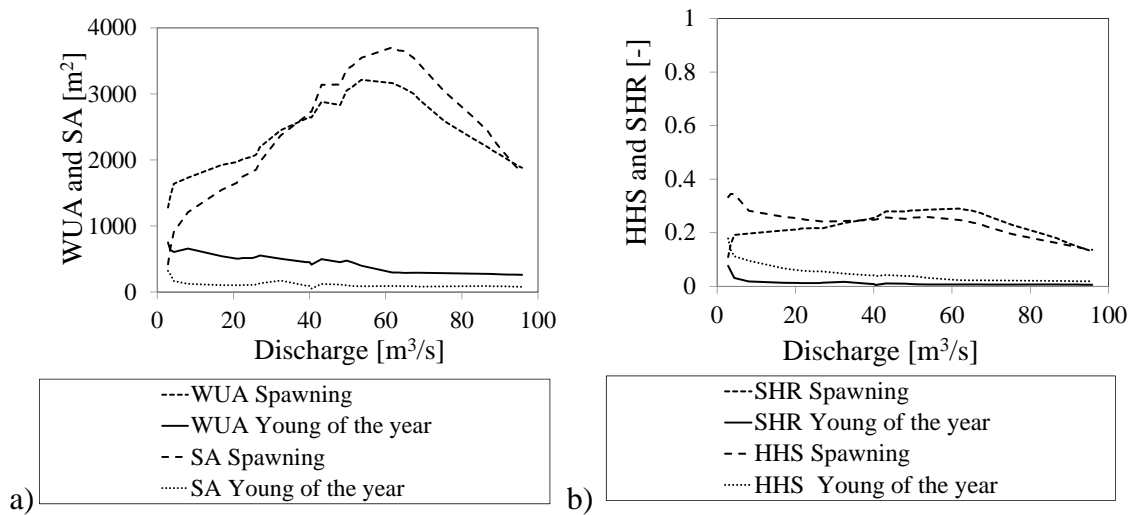 4000
3000
2000
1000
0
WUA and SA [m²]
0 20 40 60 80 100
Discharge [m³/s]
WUA Spawning
WUA Young of the year
SA Spawning
SA Young of the year
a)
1
0.8
0.6
0.4
0.2
0
HHS and SHR [-]
0 20 40 60 80 100
Discharge [m³/s]
SHR Spawning
SHR Young of the year
HHS Spawning
HHS Young of the year
b)